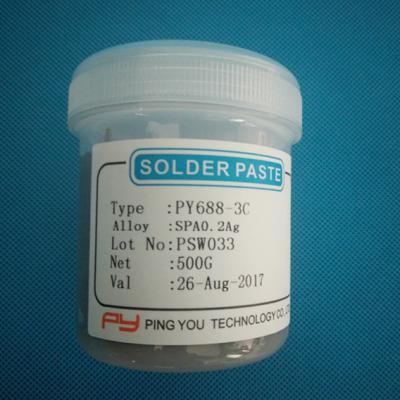 SOLDER PASTE
Type :PY688-3C
Alloy :SPA0.2Ag
Lot No:PSW033
Net :500G
Val :26-Aug-2017
PY PING YOU TECHNOLOGY CO.